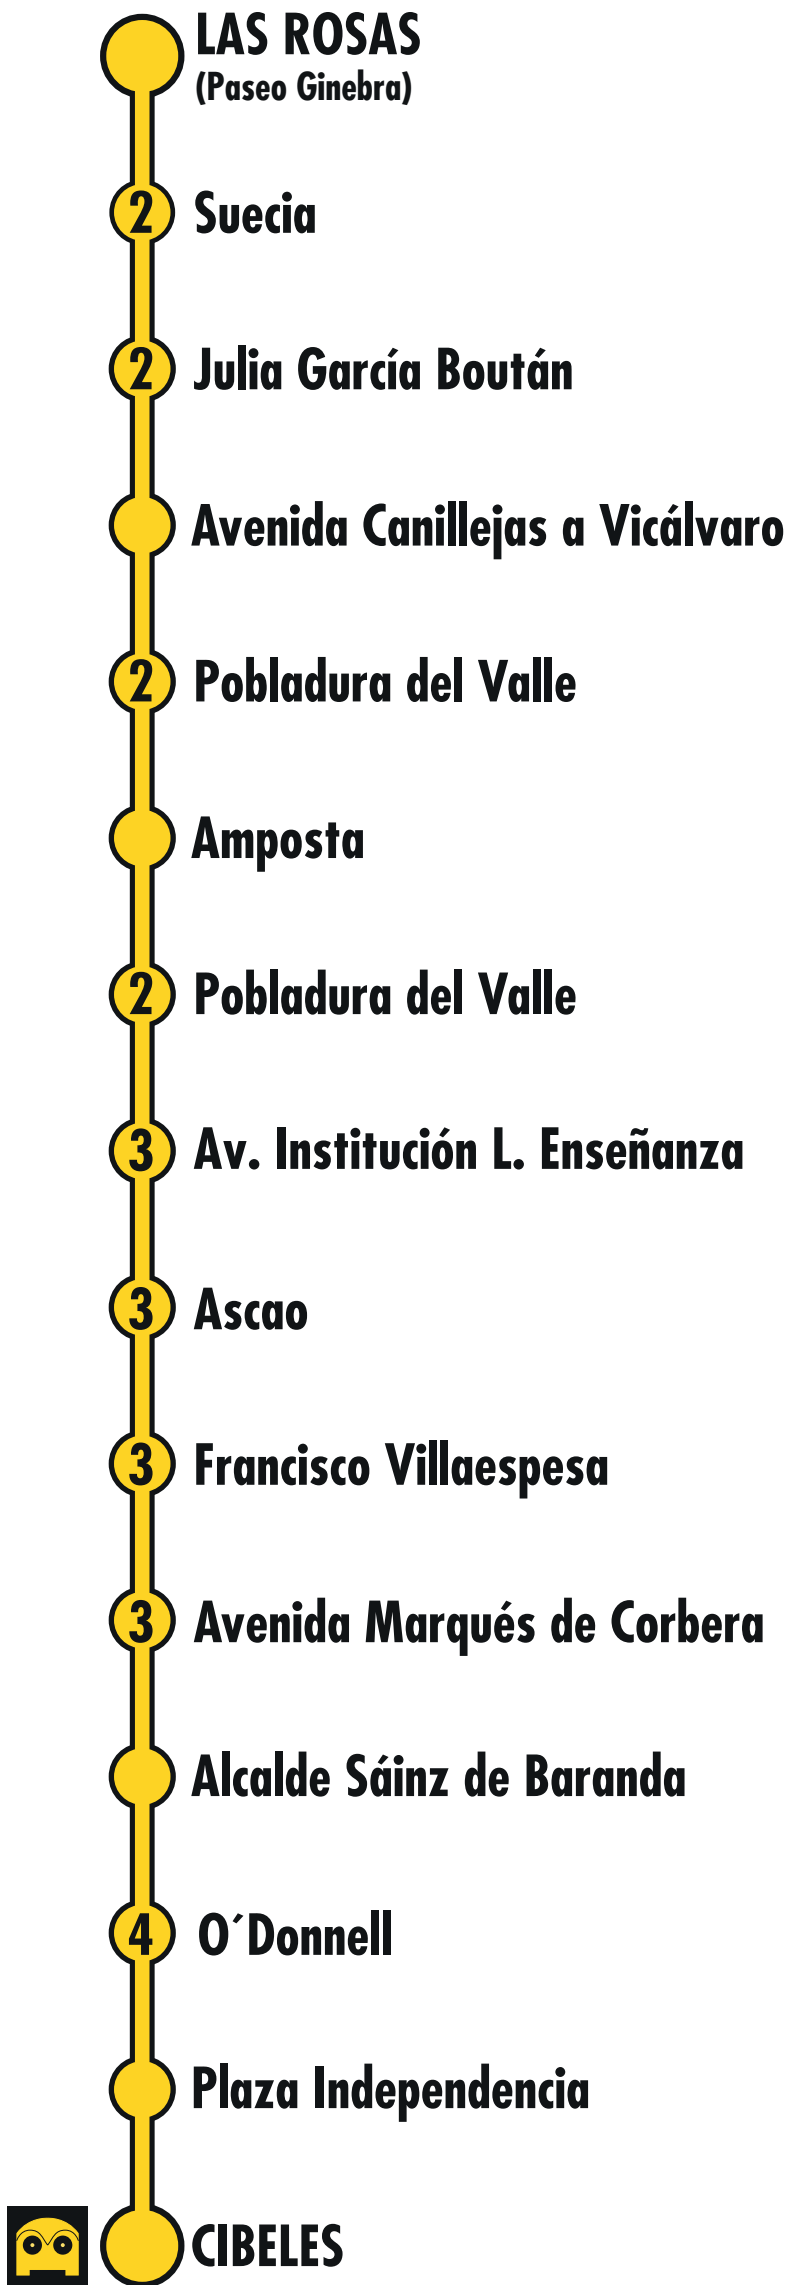 LAS ROSAS
(Paseo Ginebra)
2 Suecia
2 Julia García Boután
Avenida Canillejas a Vicálvaro
2 Pobladura del Valle
Amposta
2 Pobladura del Valle
3 Av. Institución L. Enseñanza
3 Ascao
3 Francisco Villaespesa
3 Avenida Marqués de Corbera
Alcalde Sáinz de Baranda
4 O´Donnell
Plaza Independencia
CIBELES